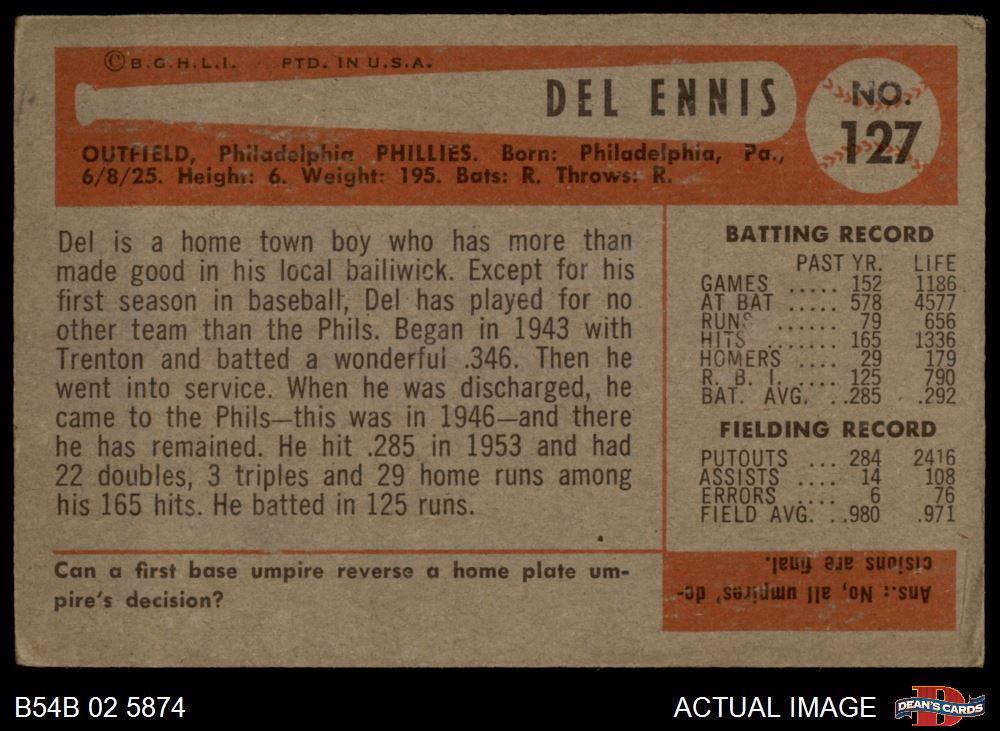 © B.G.H.L.I. PTD. IN U.S.A.
DEL ENNIS
NO.
127
OUTFIELD, Philadelphia PHILLIES. Born: Philadelphia, Pa.,
6/8/25. Height: 6. Weight: 195. Bats: R. Throws: R.
Del is a home town boy who has more than
made good in his local bailiwick. Except for his
first season in baseball, Del has played for no
other team than the Phils. Began in 1943 with
Trenton and batted a wonderful .346. Then he
went into service. When he was discharged, he
came to the Phils—this was in 1946—and there
he has remained. He hit .285 in 1953 and had
22 doubles, 3 triples and 29 home runs among
his 165 hits. He batted in 125 runs.
BATTING RECORD
PAST YR. LIFE
GAMES ..... 152 1186
AT BAT ..... 578 4577
RUNS ...... 79 656
HITS ....... 165 1336
HOMERS .... 29 179
R. B. I. .... 125 790
BAT. AVG. ..285 .292
FIELDING RECORD
PUTOUTS ... 284 2416
ASSISTS .... 14 108
ERRORS .... 6 76
FIELD AVG. ..980 .971
Can a first base umpire reverse a home plate um-
pire's decision?
Ans.: No, all umpires' de-
cisions are final.
B54B 02 5874
ACTUAL IMAGE
D
DEAN'S CARDS